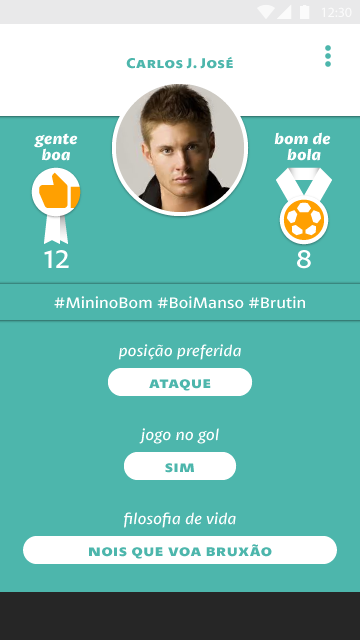 12:30
Carlos J. José
gente
boa
bom de
bola
12
8
#MininoBom #BoiManso #Brutin
posição preferida
ATAQUE
jogo no gol
SIM
filosofia de vida
NOIS QUE VOA BRUXÃO